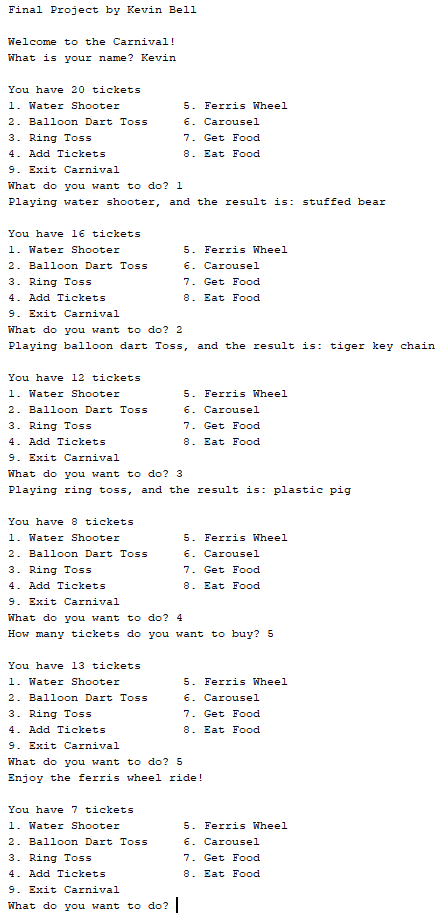 Final Project by Kevin Bell
Welcome to the Carnival!
What is your name? Kevin
You have 20 tickets
1. Water Shooter         5. Ferris Wheel
2. Balloon Dart Toss     6. Carousel
3. Ring Toss             7. Get Food
4. Add Tickets           8. Eat Food
9. Exit Carnival
What do you want to do? 1
Playing water shooter, and the result is: stuffed bear
You have 16 tickets
1. Water Shooter         5. Ferris Wheel
2. Balloon Dart Toss     6. Carousel
3. Ring Toss             7. Get Food
4. Add Tickets           8. Eat Food
9. Exit Carnival
What do you want to do? 2
Playing balloon dart Toss, and the result is: tiger key chain
You have 12 tickets
1. Water Shooter         5. Ferris Wheel
2. Balloon Dart Toss     6. Carousel
3. Ring Toss             7. Get Food
4. Add Tickets           8. Eat Food
9. Exit Carnival
What do you want to do? 3
Playing ring toss, and the result is: plastic pig
You have 8 tickets
1. Water Shooter         5. Ferris Wheel
2. Balloon Dart Toss     6. Carousel
3. Ring Toss             7. Get Food
4. Add Tickets           8. Eat Food
9. Exit Carnival
What do you want to do? 4
How many tickets do you want to buy? 5
You have 13 tickets
1. Water Shooter         5. Ferris Wheel
2. Balloon Dart Toss     6. Carousel
3. Ring Toss             7. Get Food
4. Add Tickets           8. Eat Food
9. Exit Carnival
What do you want to do? 5
Enjoy the ferris wheel ride!
You have 7 tickets
1. Water Shooter         5. Ferris Wheel
2. Balloon Dart Toss     6. Carousel
3. Ring Toss             7. Get Food
4. Add Tickets           8. Eat Food
9. Exit Carnival
What do you want to do?